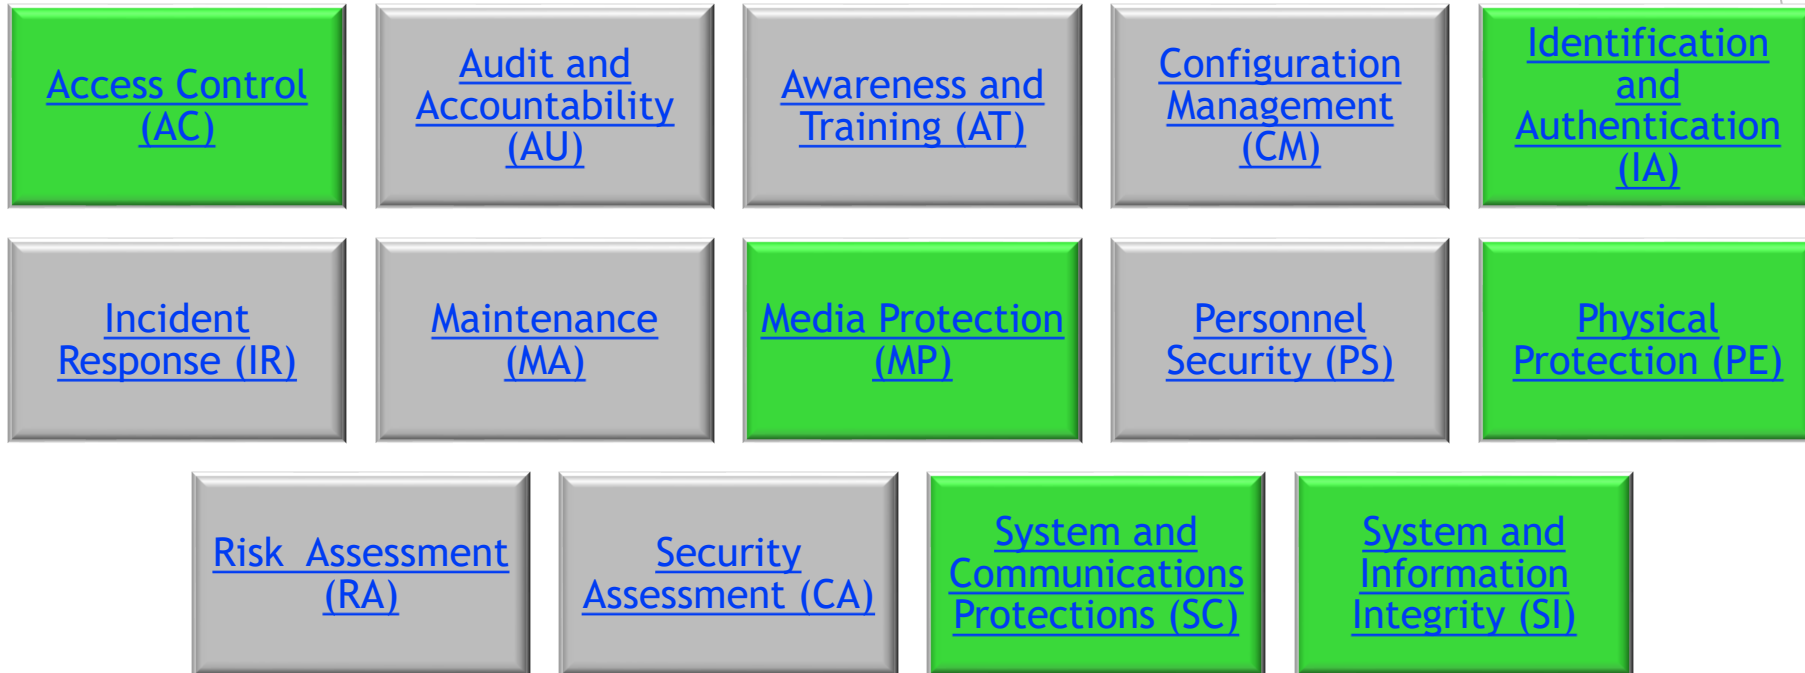 Access Control
(AC)
Audit and
Accountability
(AU)
Awareness and
Training (AT)
Configuration
Management
(CM)
Identification
and
Authentication
(IA)
Incident
Response (IR)
Maintenance
(MA)
Media Protection
(MP)
Personnel
Security (PS)
Physical
Protection (PE)
Risk  Assessment
(RA)
Security
Assessment (CA)
System and
Communications
Protections (SC)
System and
Information
Integrity (SI)